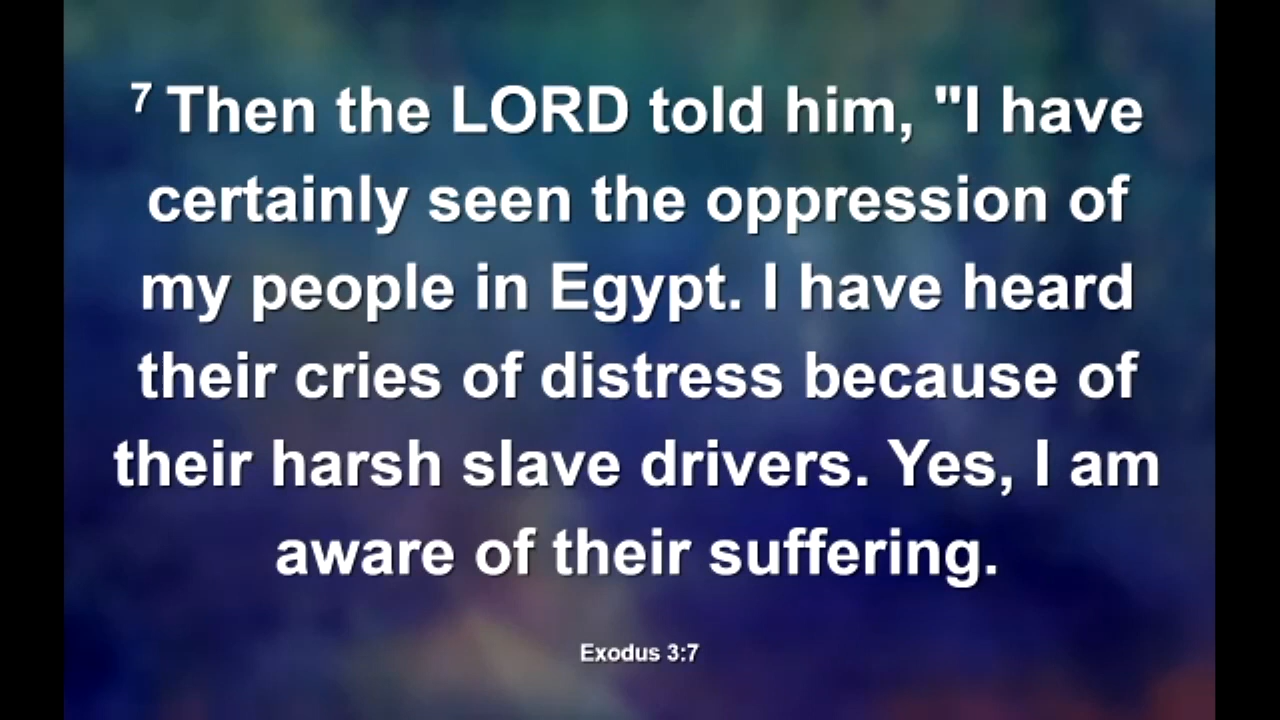 7 Then the LORD told him, "I have
certainly seen the oppression of
my people in Egypt. I have heard
their cries of distress because of
their harsh slave drivers. Yes, I am
aware of their suffering.
Exodus 3:7